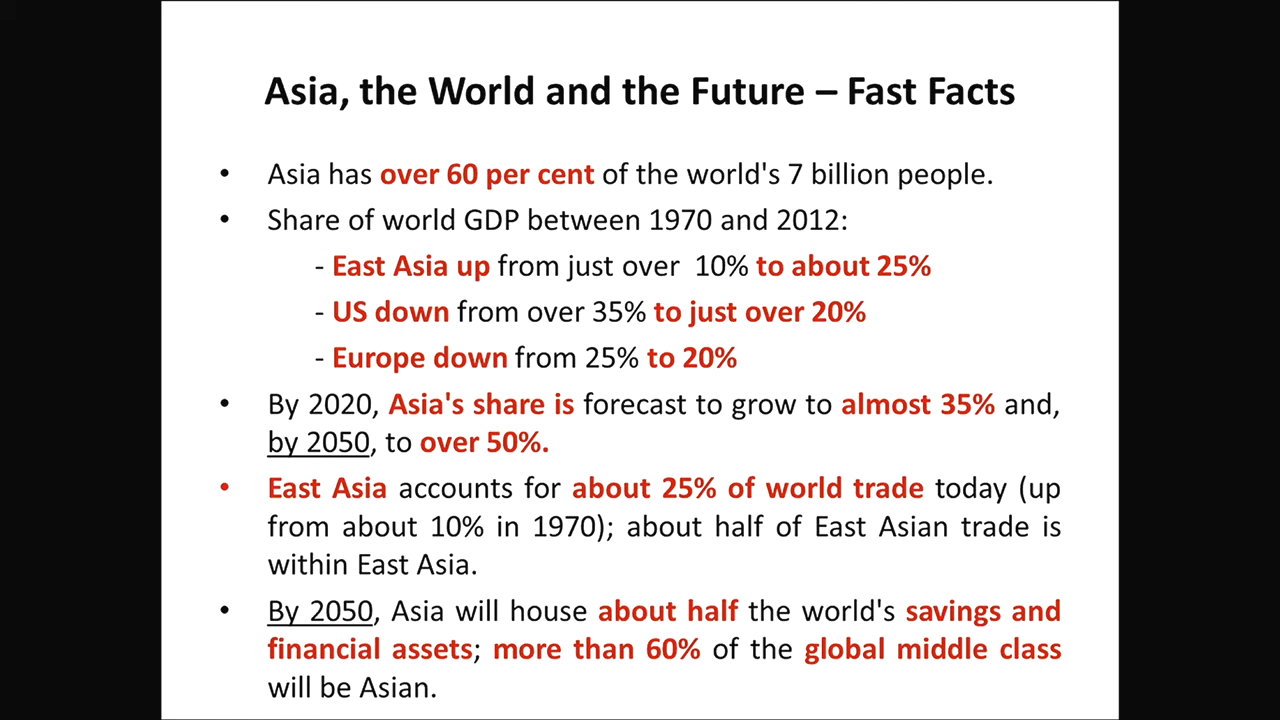 Asia, the World and the Future – Fast Facts
• Asia has over 60 per cent of the world's 7 billion people.
• Share of world GDP between 1970 and 2012:
- East Asia up from just over 10% to about 25%
- US down from over 35% to just over 20%
- Europe down from 25% to 20%
• By 2020, Asia's share is forecast to grow to almost 35% and,
by 2050, to over 50%.
• East Asia accounts for about 25% of world trade today (up
from about 10% in 1970); about half of East Asian trade is
within East Asia.
• By 2050, Asia will house about half the world's savings and
financial assets; more than 60% of the global middle class
will be Asian.